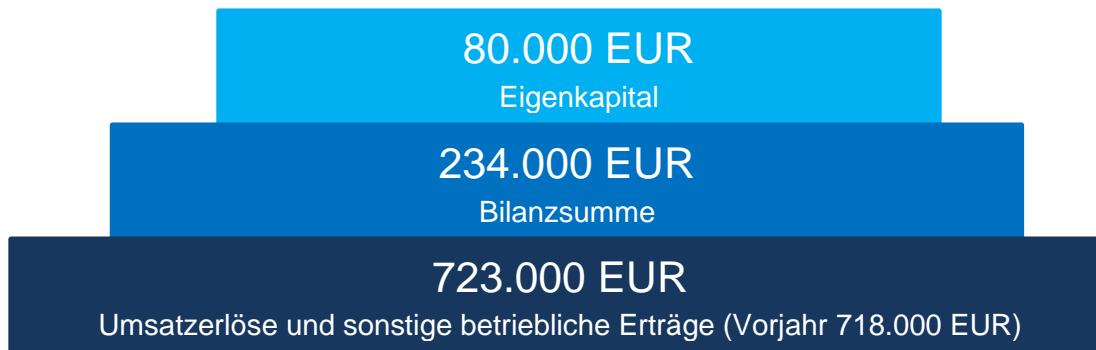 80.000 EUR
Eigenkapital
234.000 EUR
Bilanzsumme
723.000 EUR
Umsatzerlöse und sonstige betriebliche Erträge (Vorjahr 718.000 EUR)